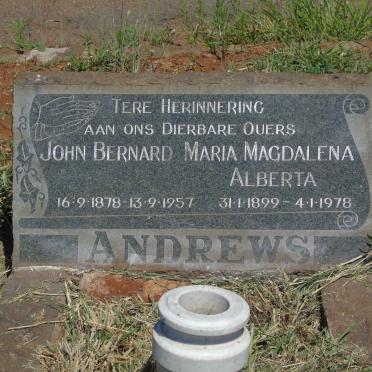 TERE HERINNERING
AAN ONS DIERBARE OUERS
JOHN BERNARD MARIA MAGDALENA
ALBERTA
16-9-1878-13-9-1957 31-1-1899-4-1-1978
ANDREWS